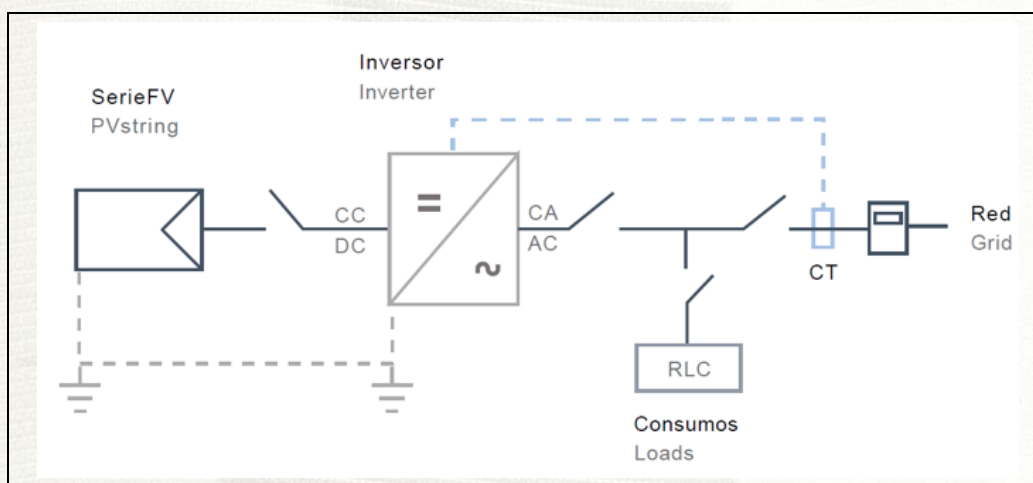 Inversor
Inverter
SerieFV
PVstring
CC
DC
CA
AC
Red
Grid
CT
RLC
Consumos
Loads